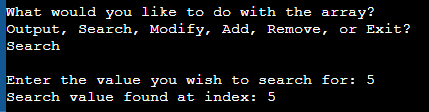 What would you like to do with the array?
Output, Search, Modify, Add, Remove, or Exit?
Search
Enter the value you wish to search for: 5
Search value found at index: 5